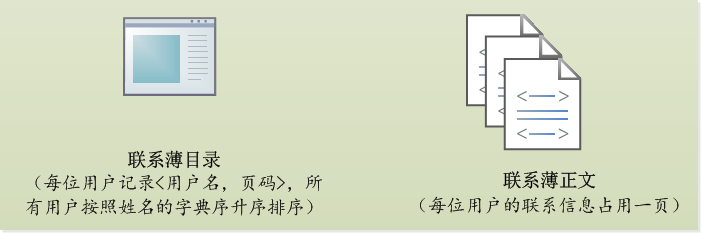 联系薄目录
（每位用户记录<用户名，页码>，所
有用户按照姓名的字典序升序排序）
联系薄正文
（每位用户的联系信息占用一页）